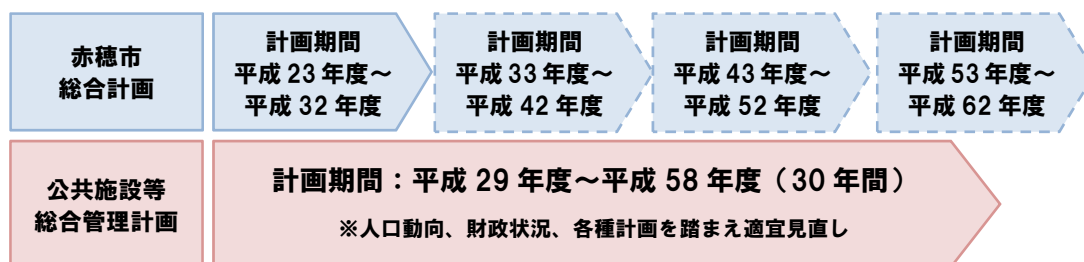 赤穂市
総合計画
計画期間
平成 23 年度～
平成 32 年度
計画期間
平成 33 年度～
平成 42 年度
計画期間
平成 43 年度～
平成 52 年度
計画期間
平成 53 年度～
平成 62 年度
公共施設等
総合管理計画
計画期間：平成 29 年度～平成 58 年度（30 年間）
※人口動向、財政状況、各種計画を踏まえ適宜見直し